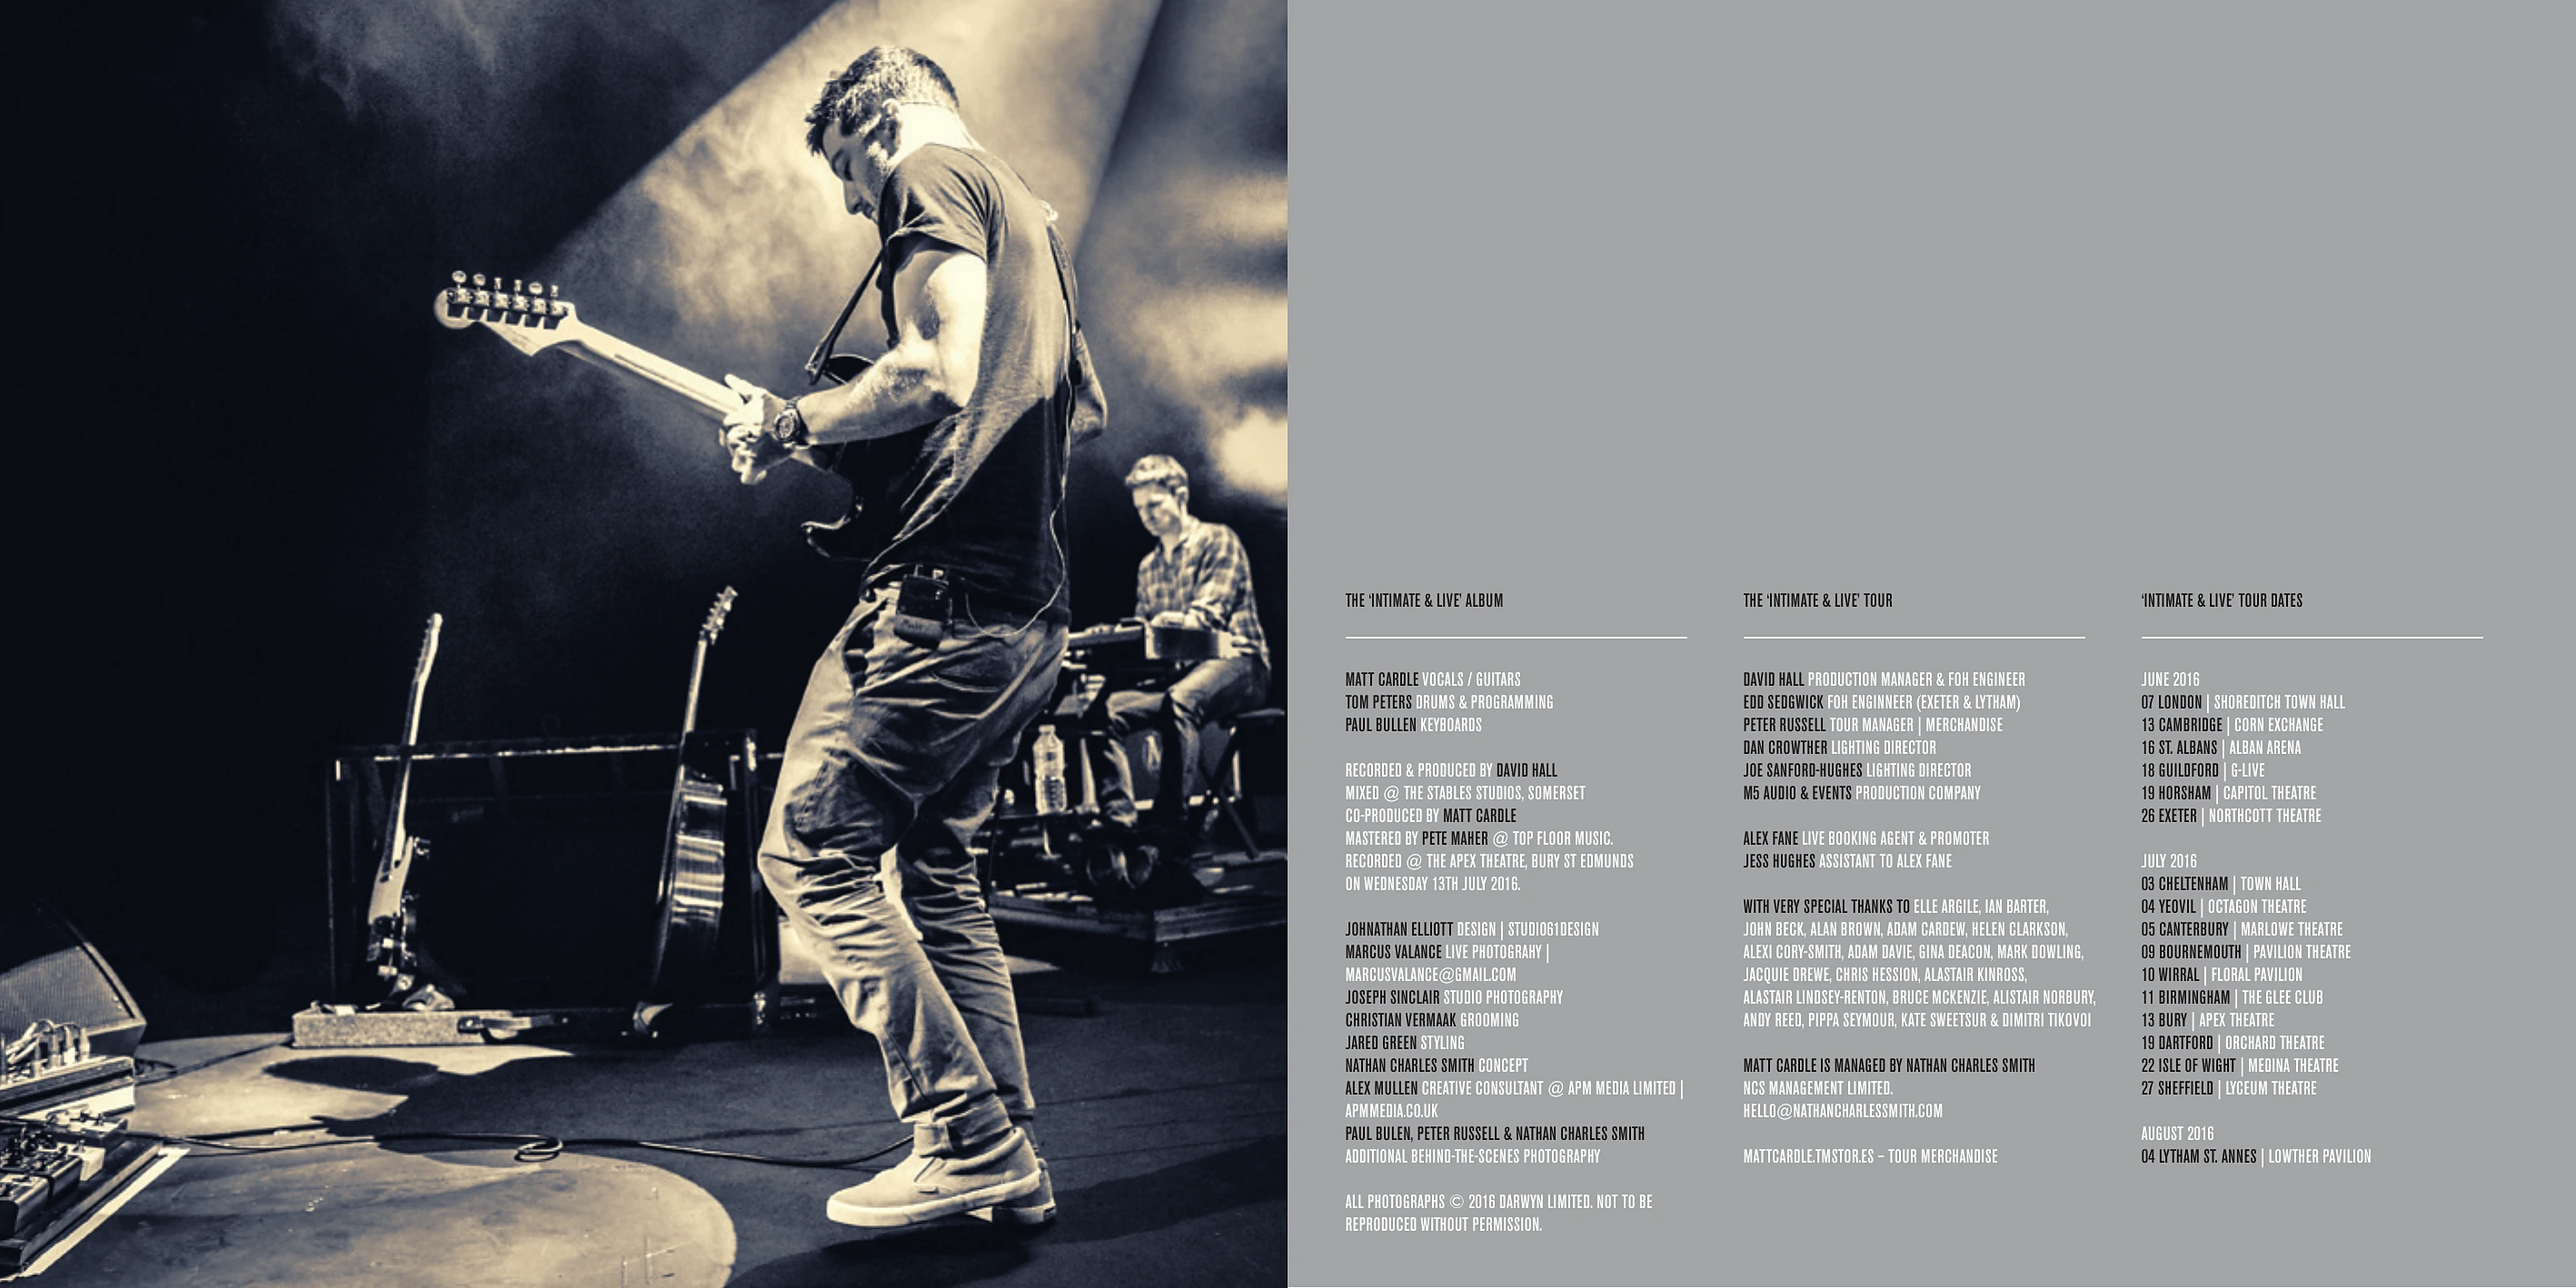 THE ‘INTIMATE & LIVE’ ALBUM
MATT CARDLE VOCALS / GUITARS
TOM PETERS DRUMS & PROGRAMMING
PAUL BULLEN KEYBOARDS
RECORDED & PRODUCED BY DAVID HALL
MIXED @ THE STABLES STUDIOS, SOMERSET
CO-PRODUCED BY MATT CARDLE
MASTERED BY PETE MAHER @ TOP FLOOR MUSIC.
RECORDED @ THE APEX THEATRE, BURY ST EDMUNDS
ON WEDNESDAY 13TH JULY 2016.
JOHNATHAN ELLIOTT DESIGN | STUDIO61DESIGN
MARCUS VALANCE LIVE PHOTOGRAHY |
MARCUSVALANCE@GMAIL.COM
JOSEPH SINCLAIR STUDIO PHOTOGRAPHY
CHRISTIAN VERMAAK GROOMING
JARED GREEN STYLING
NATHAN CHARLES SMITH CONCEPT
ALEX MULLEN CREATIVE CONSULTANT @ APM MEDIA LIMITED |
APMMEDIA.CO.UK
PAUL BULEN, PETER RUSSELL & NATHAN CHARLES SMITH
ADDITIONAL BEHIND-THE-SCENES PHOTOGRAPHY
ALL PHOTOGRAPHS © 2016 DARWYN LIMITED. NOT TO BE
REPRODUCED WITHOUT PERMISSION.
THE ‘INTIMATE & LIVE’ TOUR
DAVID HALL PRODUCTION MANAGER & FOH ENGINEER
EDD SEDGWICK FOH ENGINNEER (EXETER & LYTHAM)
PETER RUSSELL TOUR MANAGER | MERCHANDISE
DAN CROWTHER LIGHTING DIRECTOR
JOE SANFORD-HUGHES LIGHTING DIRECTOR
M5 AUDIO & EVENTS PRODUCTION COMPANY
ALEX FANE LIVE BOOKING AGENT & PROMOTER
JESS HUGHES ASSISTANT TO ALEX FANE
WITH VERY SPECIAL THANKS TO ELLE ARGILE, IAN BARTER,
JOHN BECK, ALAN BROWN, ADAM CARDEW, HELEN CLARKSON,
ALEXI CORY-SMITH, ADAM DAVIE, GINA DEACON, MARK DOWLING,
JACQUIE DREWE, CHRIS HESSION, ALASTAIR KINROSS,
ALASTAIR LINDSEY-RENTON, BRUCE MCKENZIE, ALISTAIR NORBURY,
ANDY REED, PIPPA SEYMOUR, KATE SWEETSUR & DIMITRI TIKOVOI
MATT CARDLE IS MANAGED BY NATHAN CHARLES SMITH
NCS MANAGEMENT LIMITED.
HELLO@NATHANCHARLESSMITH.COM
MATTCARDLE.TMSTOR.ES – TOUR MERCHANDISE
‘INTIMATE & LIVE’ TOUR DATES
JUNE 2016
07 LONDON | SHOREDITCH TOWN HALL
13 CAMBRIDGE | CORN EXCHANGE
16 ST. ALBANS | ALBAN ARENA
18 GUILDFORD | G-LIVE
19 HORSHAM | CAPITOL THEATRE
26 EXETER | NORTHCOTT THEATRE
JULY 2016
03 CHELTENHAM | TOWN HALL
04 YEOVIL | OCTAGON THEATRE
05 CANTERBURY | MARLOWE THEATRE
09 BOURNEMOUTH | PAVILION THEATRE
10 WIRRAL | FLORAL PAVILION
11 BIRMINGHAM | THE GLEE CLUB
13 BURY | APEX THEATRE
19 DARTFORD | ORCHARD THEATRE
22 ISLE OF WIGHT | MEDINA THEATRE
27 SHEFFIELD | LYCEUM THEATRE
AUGUST 2016
04 LYTHAM ST. ANNES | LOWTHER PAVILION